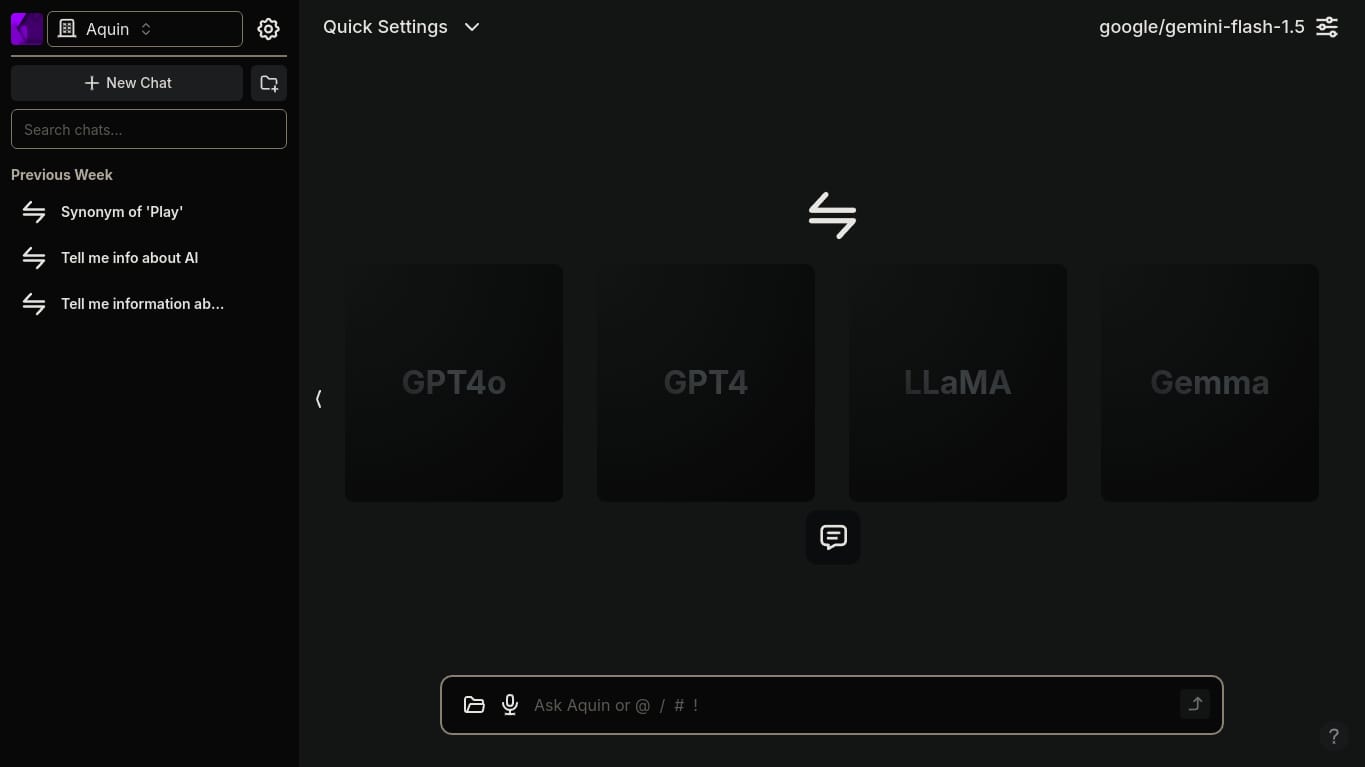 Aquin
New Chat
Search chats...
Previous Week
Synonym of 'Play'
Tell me info about AI
Tell me information ab...
Quick Settings
google/gemini-flash-1.5
GPT4o
GPT4
LLaMA
Gemma
Ask Aquin or @ / # !
?